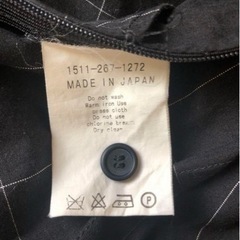 1511-267-1272
MADE IN JAPAN
Do not wash
Warm iron Use
press cloth
Do not use
chlorine breach
Dry clean